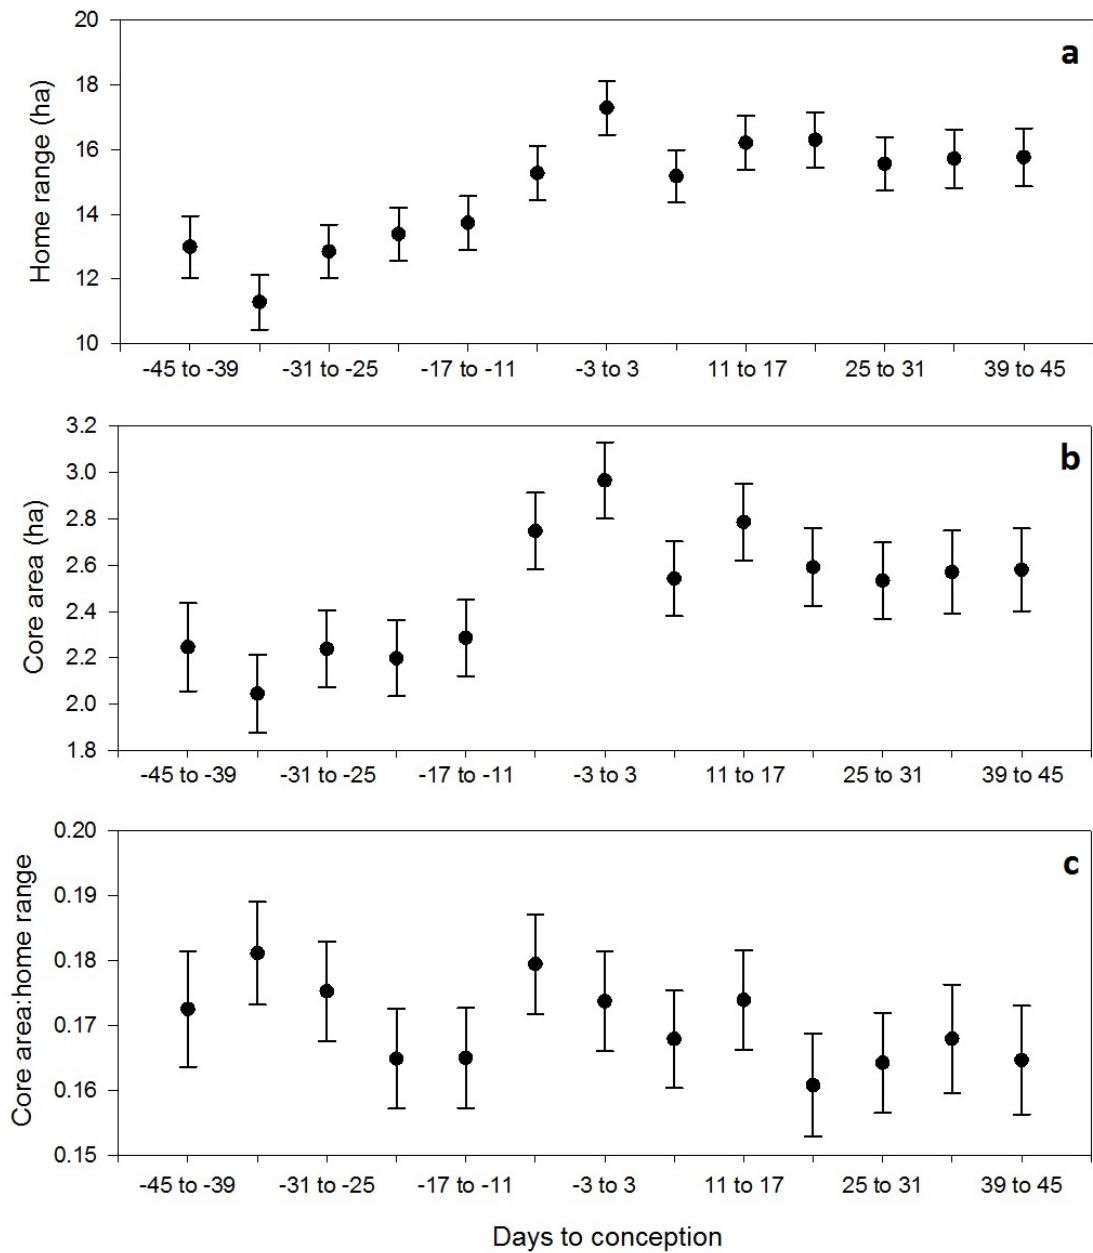 20
18
16
14
12
10
Home range (ha)
a
-45 to -39 -31 to -25 -17 to -11 -3 to 3 11 to 17 25 to 31 39 to 45
3.2
3.0
2.8
2.6
2.4
2.2
2.0
1.8
Core area (ha)
b
-45 to -39 -31 to -25 -17 to -11 -3 to 3 11 to 17 25 to 31 39 to 45
0.20
0.19
0.18
0.17
0.16
0.15
Core area:home range
c
-45 to -39 -31 to -25 -17 to -11 -3 to 3 11 to 17 25 to 31 39 to 45
Days to conception